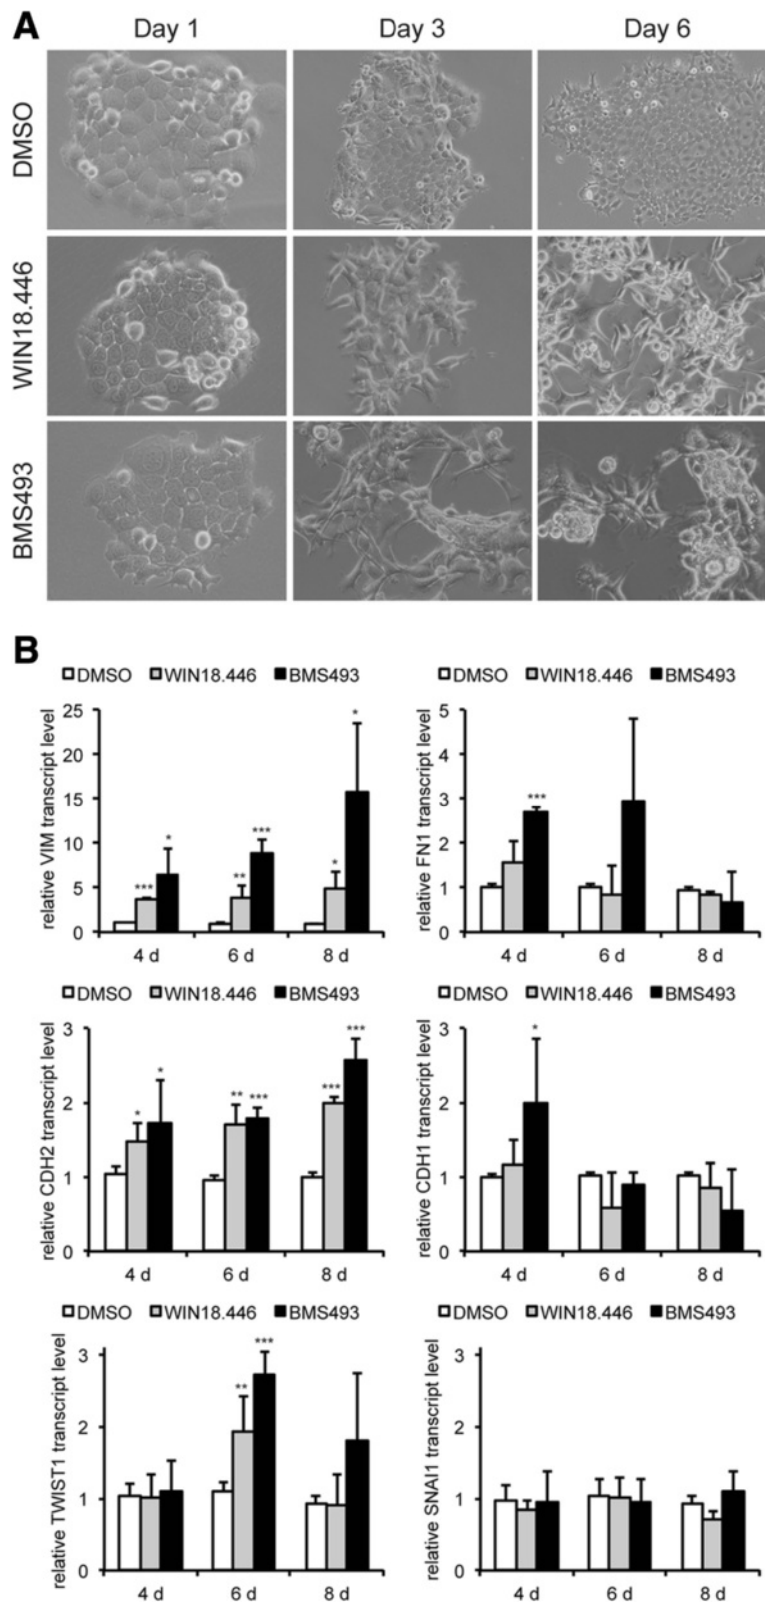 A
Day 1 Day 3 Day 6
DMSO
WIN18.446
BMS493
B
DMSO WIN18.446 BMS493
relative VIM transcript level
25
20
15
10
5
0
***
*
**
***
*
*
4 d 6 d 8 d
DMSO WIN18.446 BMS493
relative FN1 transcript level
5
4
3
2
1
0
***
4 d 6 d 8 d
DMSO WIN18.446 BMS493
relative CDH2 transcript level
3
2
1
0
*
*
**
***
***
***
4 d 6 d 8 d
DMSO WIN18.446 BMS493
relative CDH1 transcript level
3
2
1
0
*
4 d 6 d 8 d
DMSO WIN18.446 BMS493
relative TWIST1 transcript level
3
2
1
0
**
***
4 d 6 d 8 d
DMSO WIN18.446 BMS493
relative SNAI1 transcript level
3
2
1
0
4 d 6 d 8 d